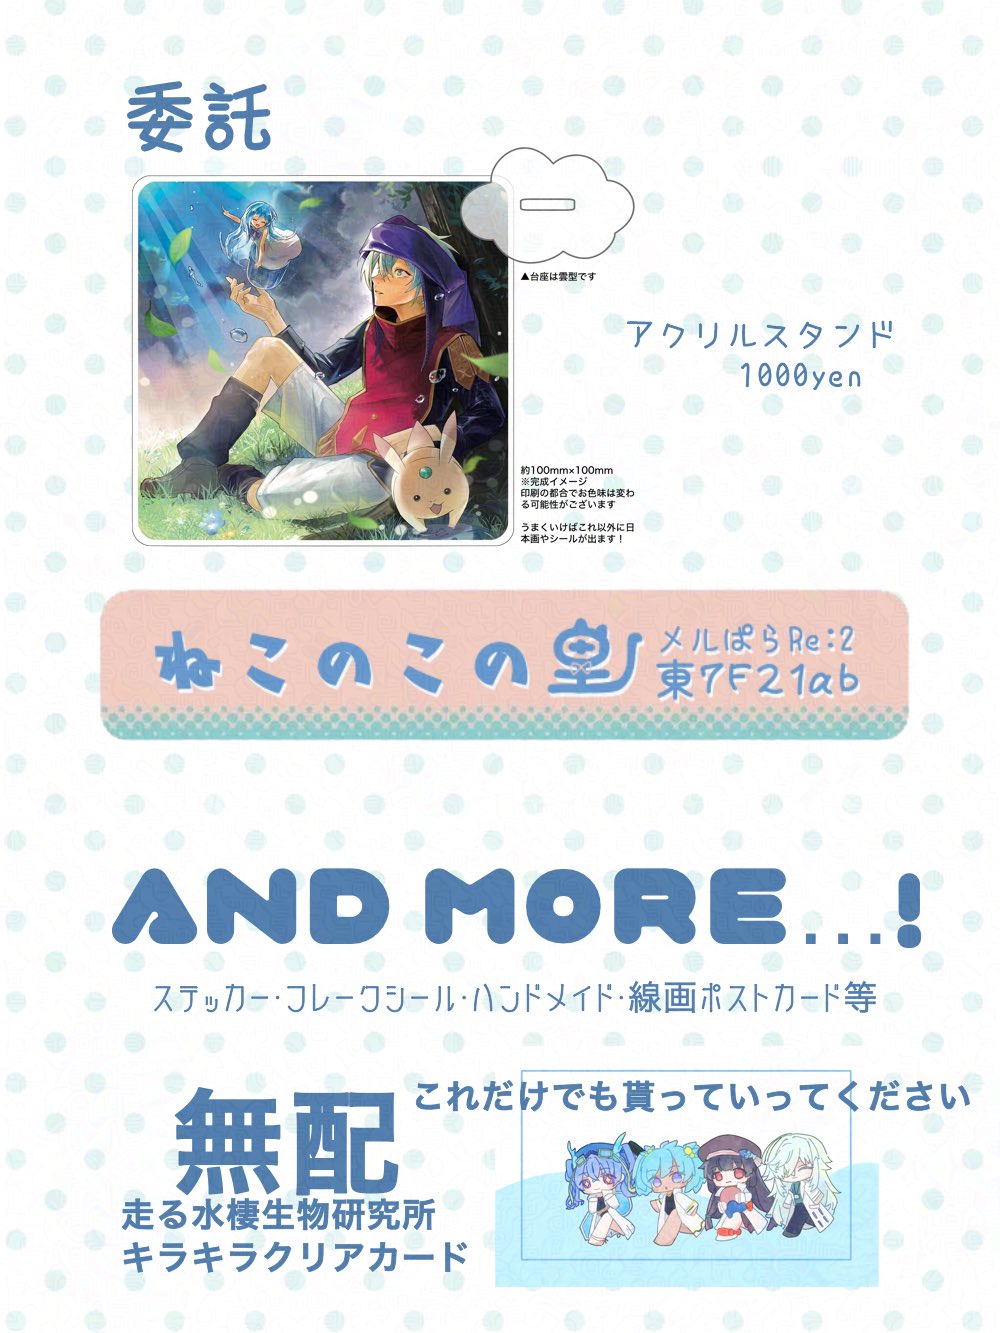 委託
▲台座は雲型です
アクリルスタンド
1000yen
約100mm×100mm
※完成イメージ
印刷の都合でお色味は変わ
る可能性がございます
うまくいけばこれ以外に日
本画やシールが出ます！
ねこのこの里
メルぱらRe:2
東7F21ab
AND MORE...!
ステッカー・フレークシール・ハンドメイド・線画ポストカード等
無配
これだけでも貰っていってください
走る水棲生物研究所
キラキラクリアカード